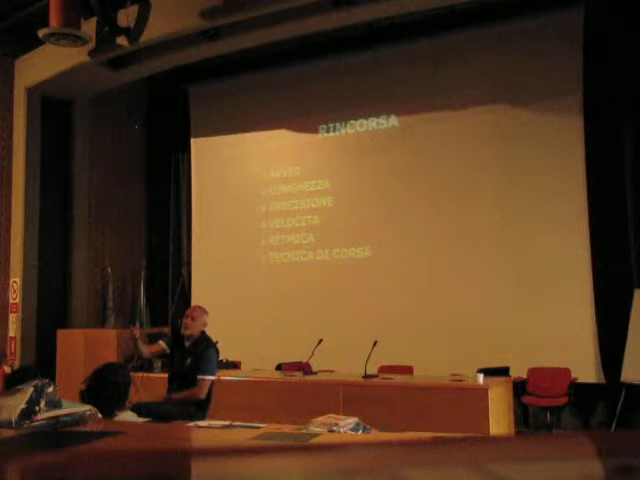 RINCORSA
AVVIO
LUNGHEZZA
PRECISIONE
VELOCITA
RITMICA
TECNICA DI CORSA